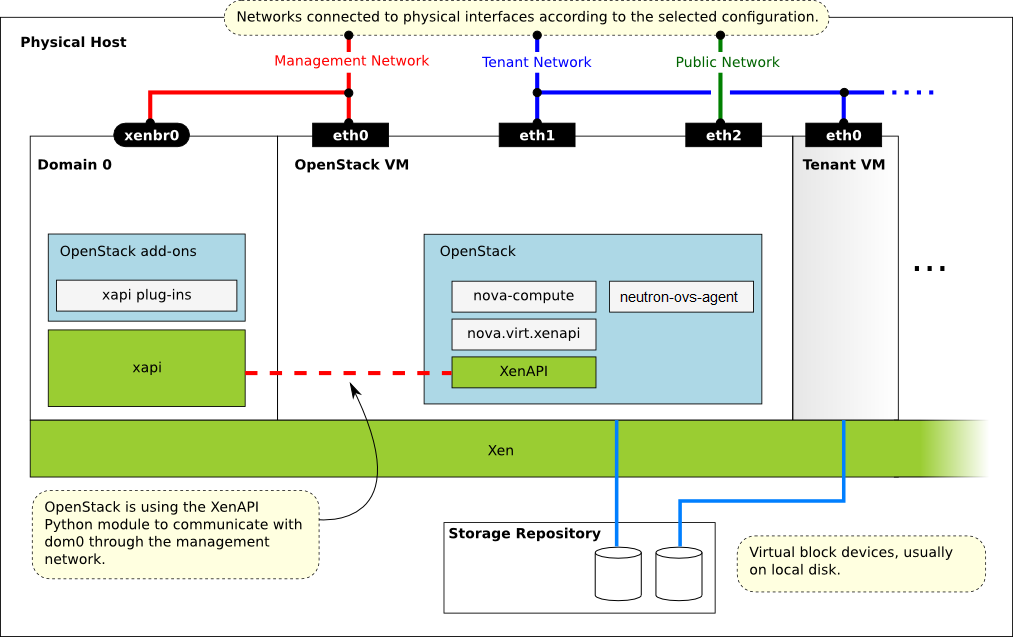 Networks connected to physical interfaces according to the selected configuration.
Physical Host
Management Network
Tenant Network
Public Network
xenbr0
eth0
eth1
eth2
eth0
Domain 0
OpenStack VM
Tenant VM
OpenStack add-ons
xapi plug-ins
xapi
OpenStack
nova-compute
neutron-ovs-agent
nova.virt.xenapi
XenAPI
...
Xen
OpenStack is using the XenAPI
Python module to communicate with
dom0 through the management
network.
Storage Repository
Virtual block devices, usually
on local disk.